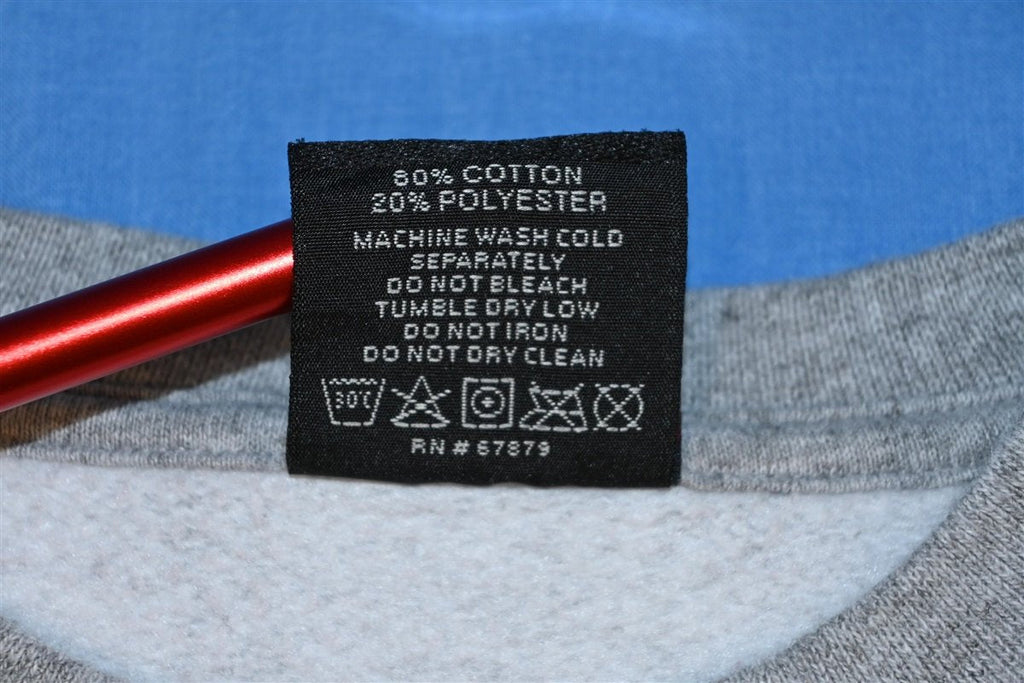 80% COTTON
20% POLYESTER
MACHINE WASH COLD
SEPARATELY
DO NOT BLEACH
TUMBLE DRY LOW
DO NOT IRON
DO NOT DRY CLEAN
30C
RN # 67879